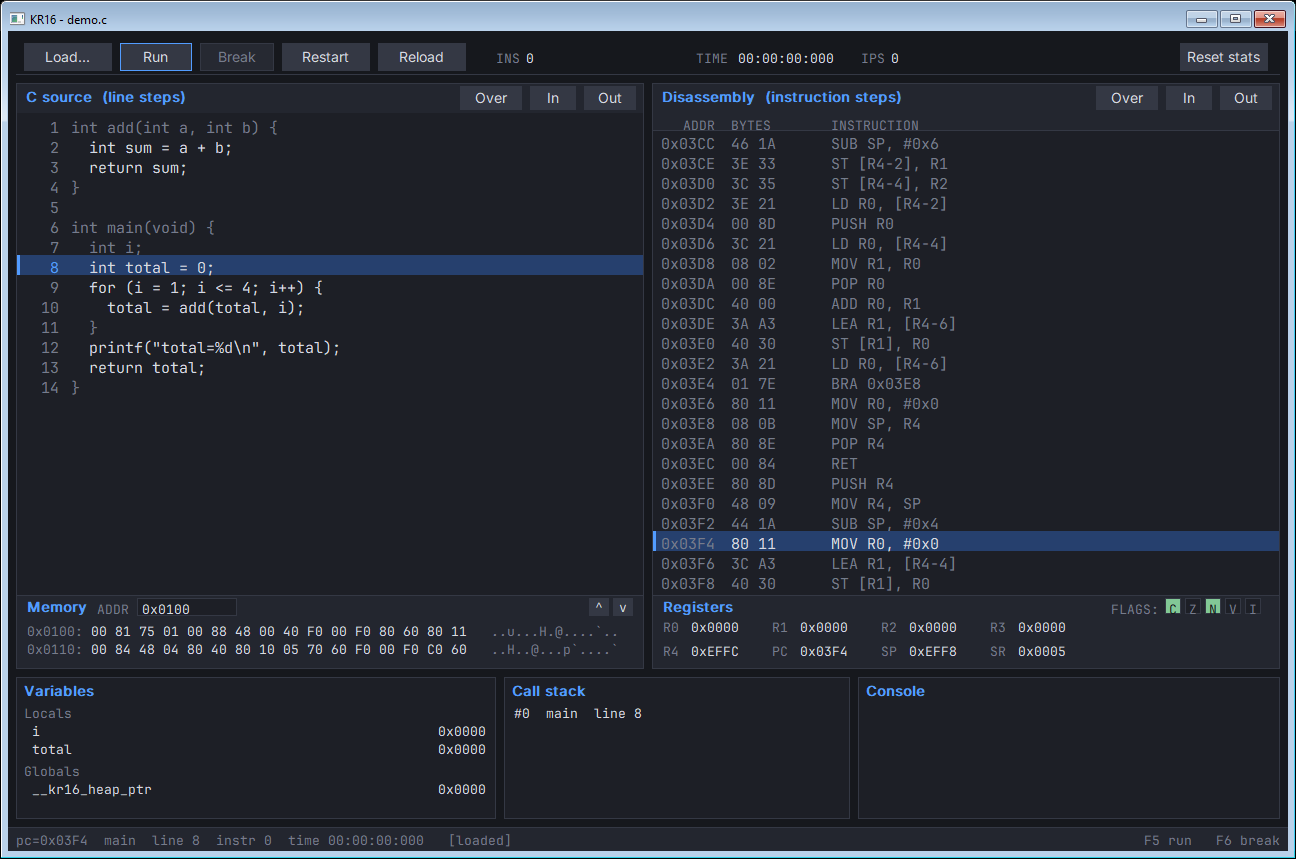 KR16 - demo.c
Load... Run Break Restart Reload INS 0 TIME 00:00:00:000 IPS 0 Reset stats
C source (line steps) Over In Out
1 int add(int a, int b) {
2 int sum = a + b;
3 return sum;
4 }
5
6 int main(void) {
7 int i;
8 int total = 0;
9 for (i = 1; i <= 4; i++) {
10 total = add(total, i);
11 }
12 printf("total=%d\n", total);
13 return total;
14 }
Disassembly (instruction steps) Over In Out
ADDR BYTES INSTRUCTION
0x03CC 46 1A SUB SP, #0x6
0x03CE 3E 33 ST [R4-2], R1
0x03D0 3C 35 ST [R4-4], R2
0x03D2 3E 21 LD R0, [R4-2]
0x03D4 00 8D PUSH R0
0x03D6 3C 21 LD R0, [R4-4]
0x03D8 08 02 MOV R1, R0
0x03DA 00 8E POP R0
0x03DC 40 00 ADD R0, R1
0x03DE 3A A3 LEA R1, [R4-6]
0x03E0 40 30 ST [R1], R0
0x03E2 3A 21 LD R0, [R4-6]
0x03E4 01 7E BRA 0x03E8
0x03E6 80 11 MOV R0, #0x0
0x03E8 08 0B MOV SP, R4
0x03EA 80 8E POP R4
0x03EC 00 84 RET
0x03EE 80 8D PUSH R4
0x03F0 48 09 MOV R4, SP
0x03F2 44 1A SUB SP, #0x4
0x03F4 80 11 MOV R0, #0x0
0x03F6 3C A3 LEA R1, [R4-4]
0x03F8 40 30 ST [R1], R0
Memory ADDR 0x0100 ^ v
0x0100: 00 81 75 01 00 88 48 00 40 F0 00 F0 80 60 80 11 ..u...H.@....`..
0x0110: 00 84 48 04 80 40 80 10 05 70 60 F0 00 F0 C0 60 ..H..@...p`....`
Registers FLAGS: C Z N V I
R0 0x0000 R1 0x0000 R2 0x0000 R3 0x0000
R4 0xEFFC PC 0x03F4 SP 0xEFF8 SR 0x0005
Variables
Locals
i 0x0000
total 0x0000
Globals
__kr16_heap_ptr 0x0000
Call stack
#0 main line 8
Console
pc=0x03F4 main line 8 instr 0 time 00:00:00:000 [loaded] F5 run F6 break